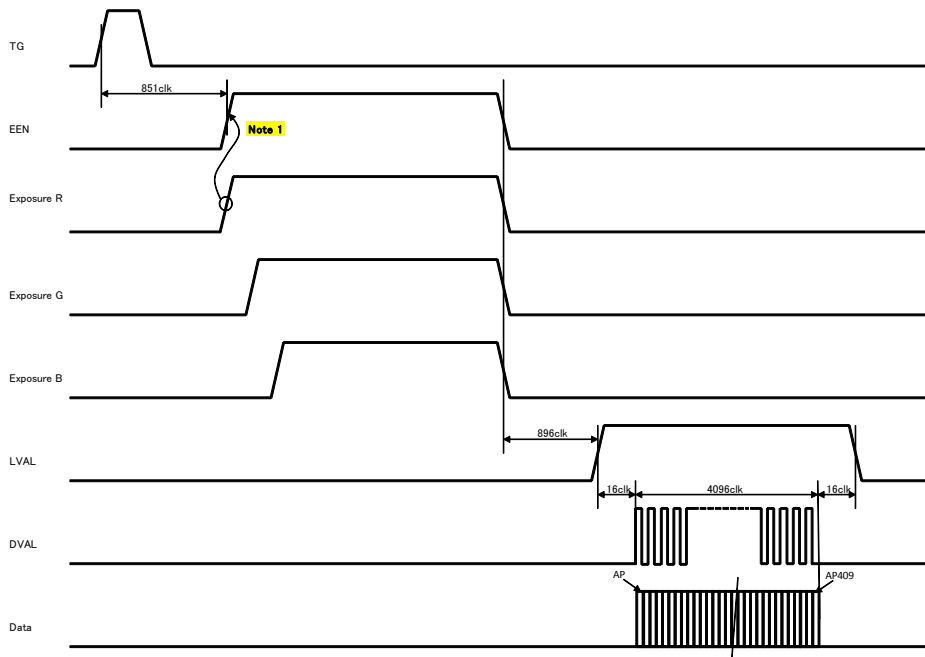 TG
851clk
EEN
Note 1
Exposure R
Exposure G
Exposure B
896clk
LVAL
16clk
4096clk
16clk
DVAL
AP
AP409
Data